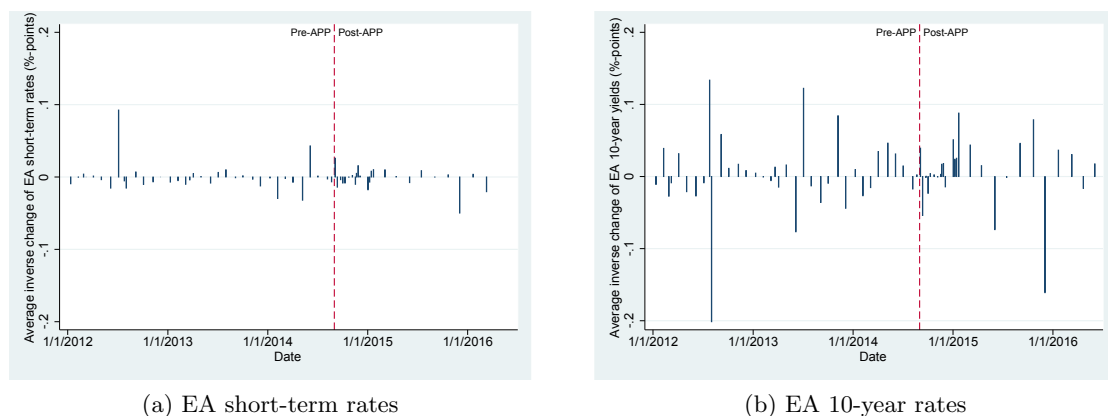 Average inverse change of EA short-term rates (%-points)
.2
.1
0
-.1
-.2
Pre-APP
Post-APP
1/1/2012
1/1/2013
1/1/2014
1/1/2015
1/1/2016
Date
(a) EA short-term rates
Average inverse change of EA 10-year yields (%-points)
.2
.1
0
-.1
-.2
Pre-APP
Post-APP
1/1/2012
1/1/2013
1/1/2014
1/1/2015
1/1/2016
Date
(b) EA 10-year rates